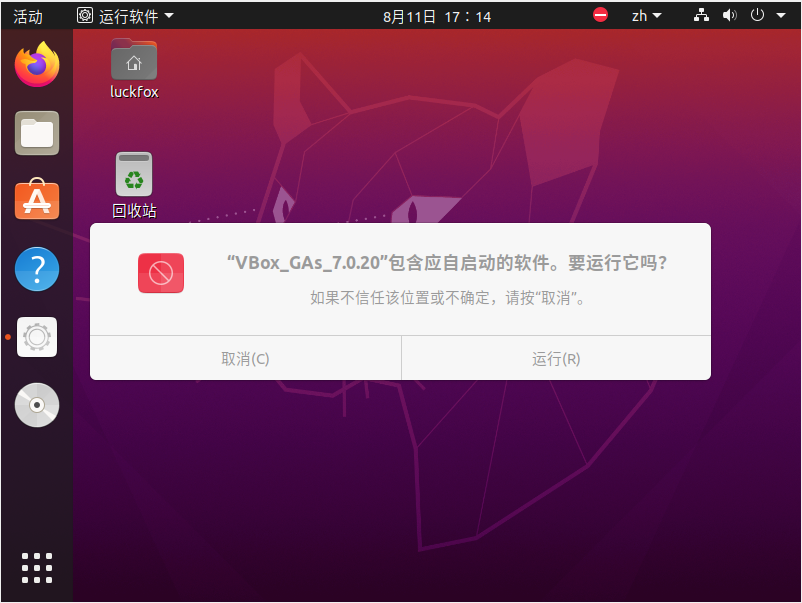 活动
运行软件
8月11日 17：14
zh
luckfox
回收站
“VBox_GAs_7.0.20”包含应自启动的软件。要运行它吗？
如果不信任该位置或不确定，请按“取消”。
取消(C)
运行(R)